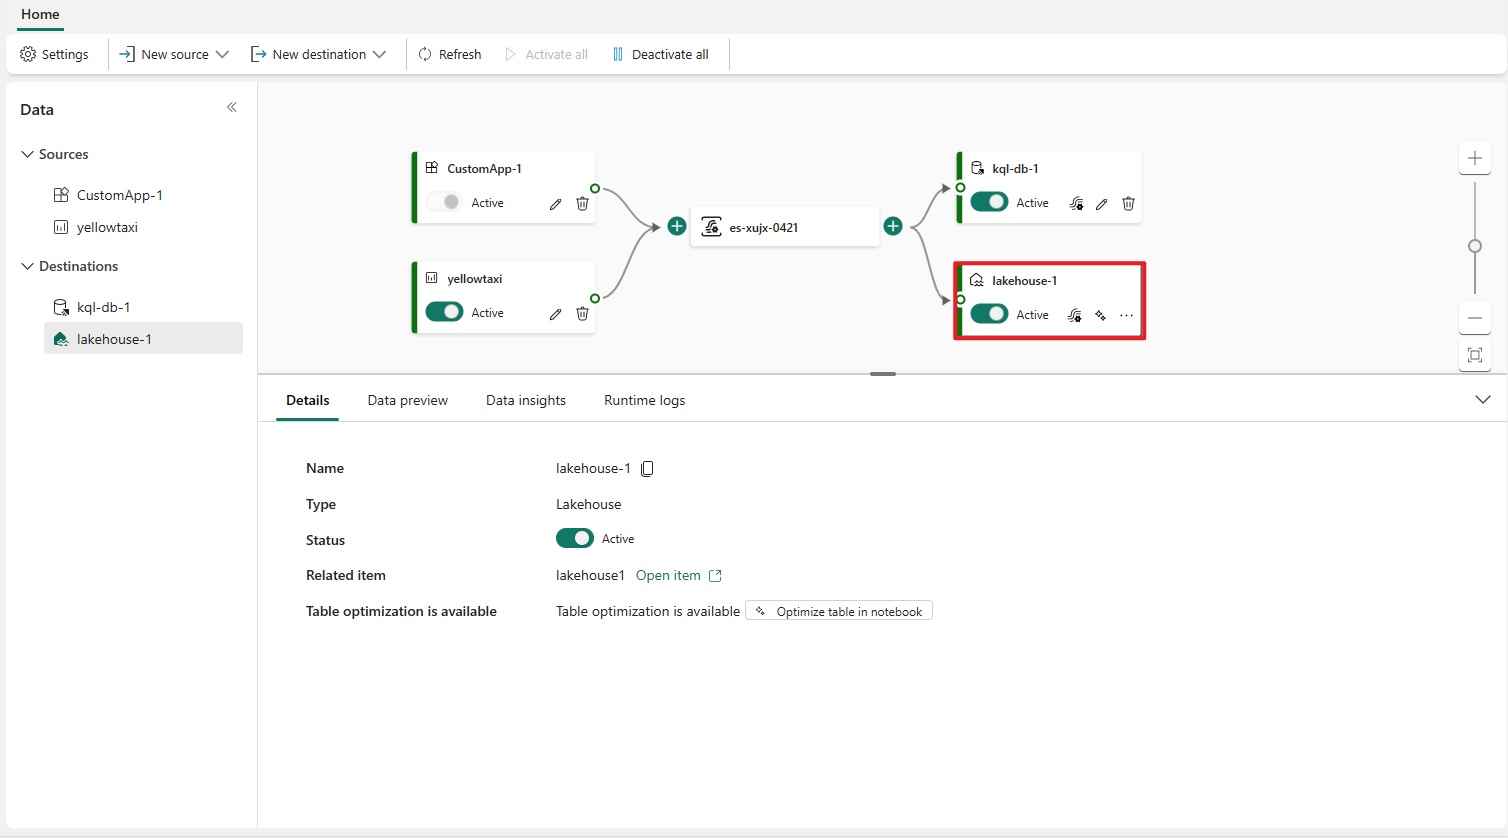 Home
Settings
New source
New destination
Refresh
Activate all
Deactivate all
Data
Sources
CustomApp-1
yellowtaxi
Destinations
kql-db-1
lakehouse-1
CustomApp-1
Active
yellowtaxi
Active
es-xujx-0421
kql-db-1
Active
lakehouse-1
Active
Details
Data preview
Data insights
Runtime logs
Name
lakehouse-1
Type
Lakehouse
Status
Active
Related item
lakehouse1 Open item
Table optimization is available
Table optimization is available Optimize table in notebook